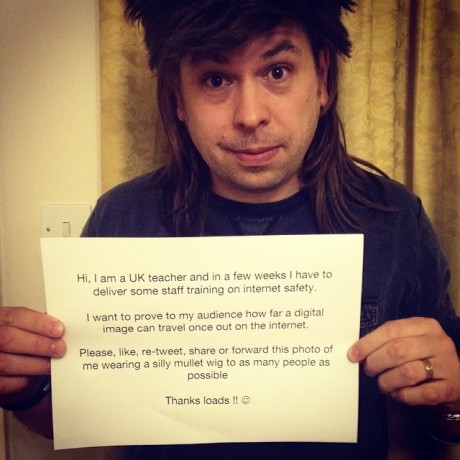 Hi, I am a UK teacher and in a few weeks I have to
deliver some staff training on internet safety.
I want to prove to my audience how far a digital
image can travel once out on the internet.
Please, like, re-tweet, share or forward this photo of
me wearing a silly mullet wig to as many people as
possible
Thanks loads !! ☺